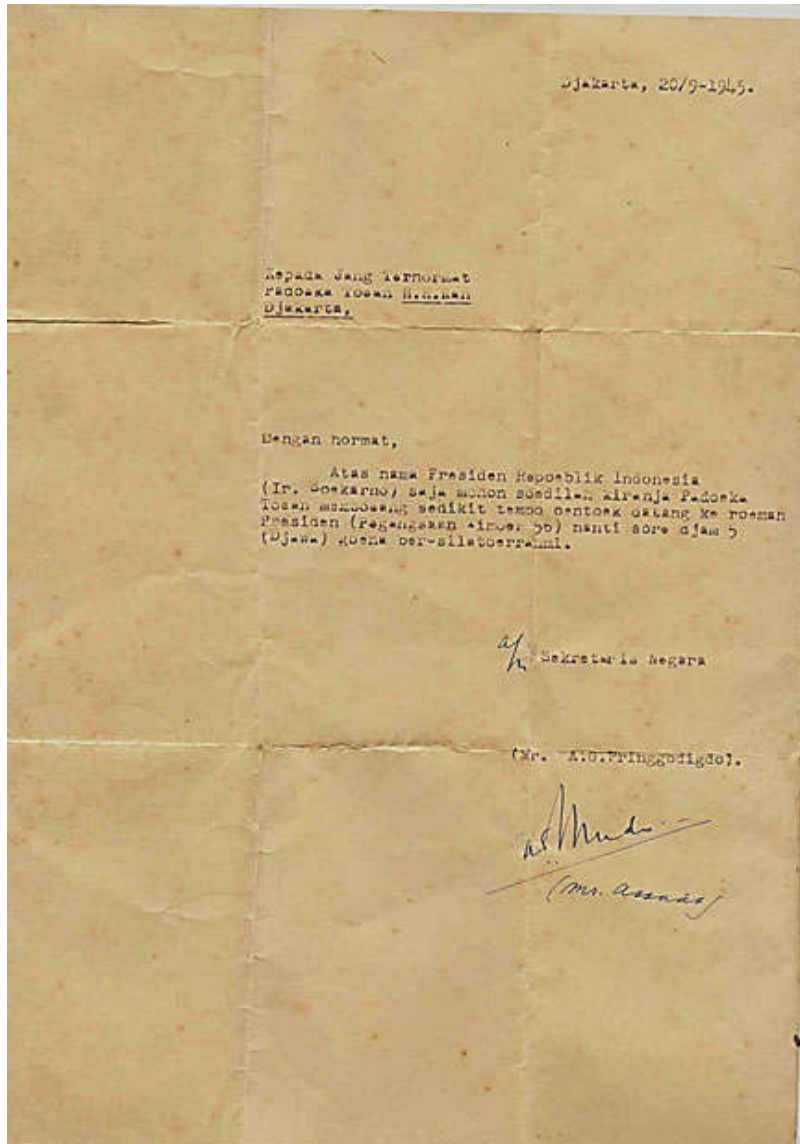 Djakarta, 20/9-1945.
Kepada Jang Terhormat
Padoeka Toean H.H.Kan
Djakarta,
Dengan hormat,
Atas nama Presiden Repoeblik Indonesia
(Ir. Soekarno) saja mohon soedilah kiranja Padoeka
Toean memboeang sedikit tempo oentoek datang ke roemah
Presiden (Pegangsaan Timoer 56) nanti sore djam 5
(Djawa) goena ber-silatoerrahmi.
a/n Sekretaris Negara
(Mr. A.G.Pringgodigdo).
(Mr. Assaat)